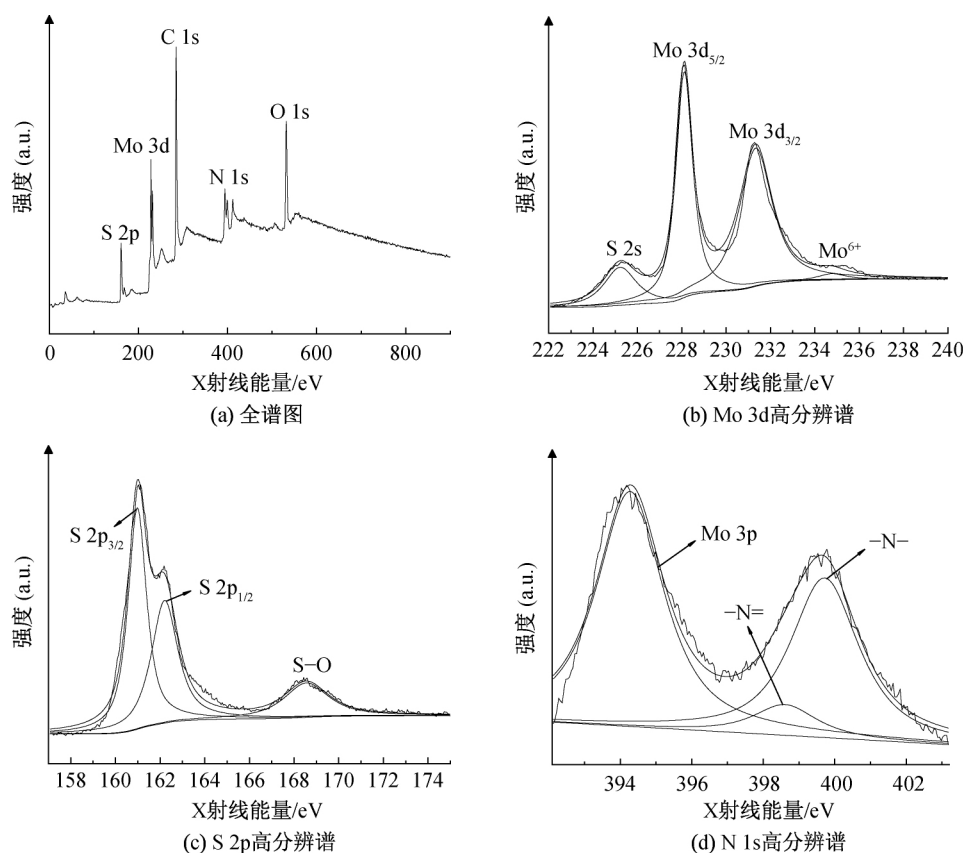 强度 (a.u.)
C 1s
O 1s
Mo 3d
N 1s
S 2p
0 200 400 600 800
X射线能量/eV
(a) 全谱图
强度 (a.u.)
Mo 3d5/2
Mo 3d3/2
S 2s
Mo6+
222 224 226 228 230 232 234 236 238 240
X射线能量/eV
(b) Mo 3d高分辨谱
强度 (a.u.)
S 2p3/2
S 2p1/2
S−O
158 160 162 164 166 168 170 172 174
X射线能量/eV
(c) S 2p高分辨谱
强度 (a.u.)
Mo 3p
−N−
−N=
394 396 398 400 402
X射线能量/eV
(d) N 1s高分辨谱